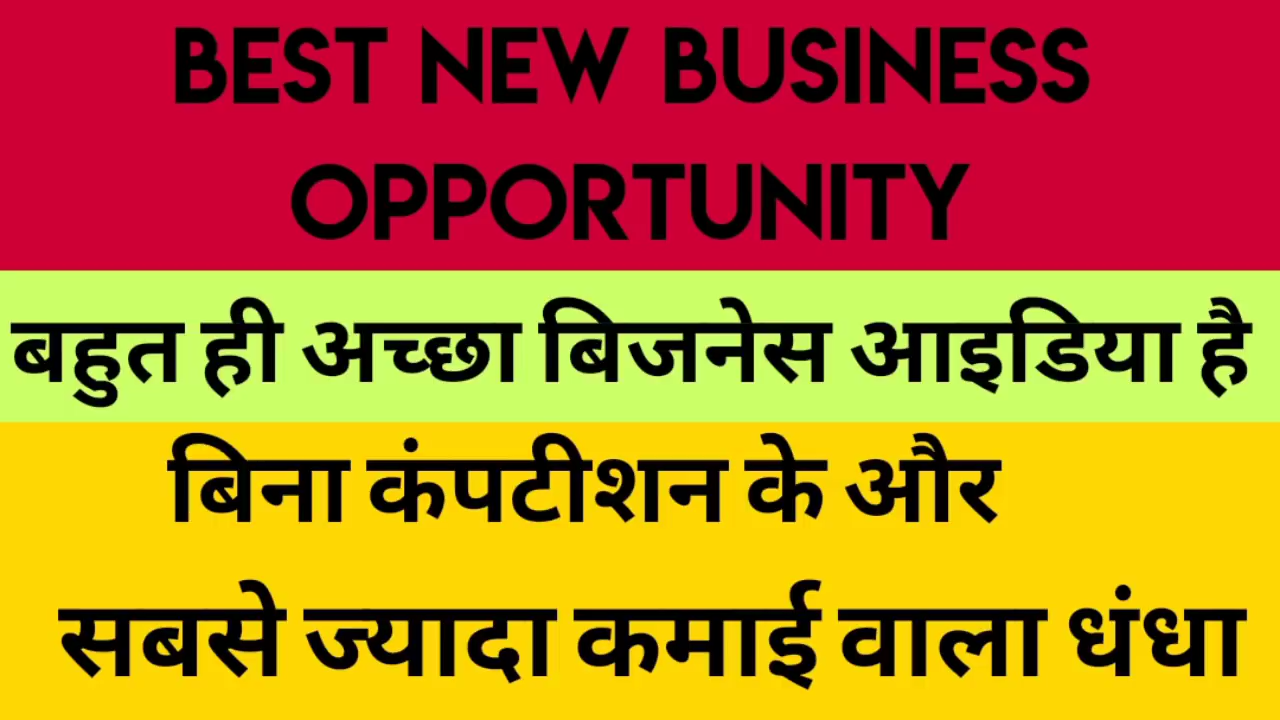 BEST NEW BUSINESS
OPPORTUNITY
बहुत ही अच्छा बिजनेस आइडिया है
बिना कंपटीशन के और
सबसे ज्यादा कमाई वाला धंधा